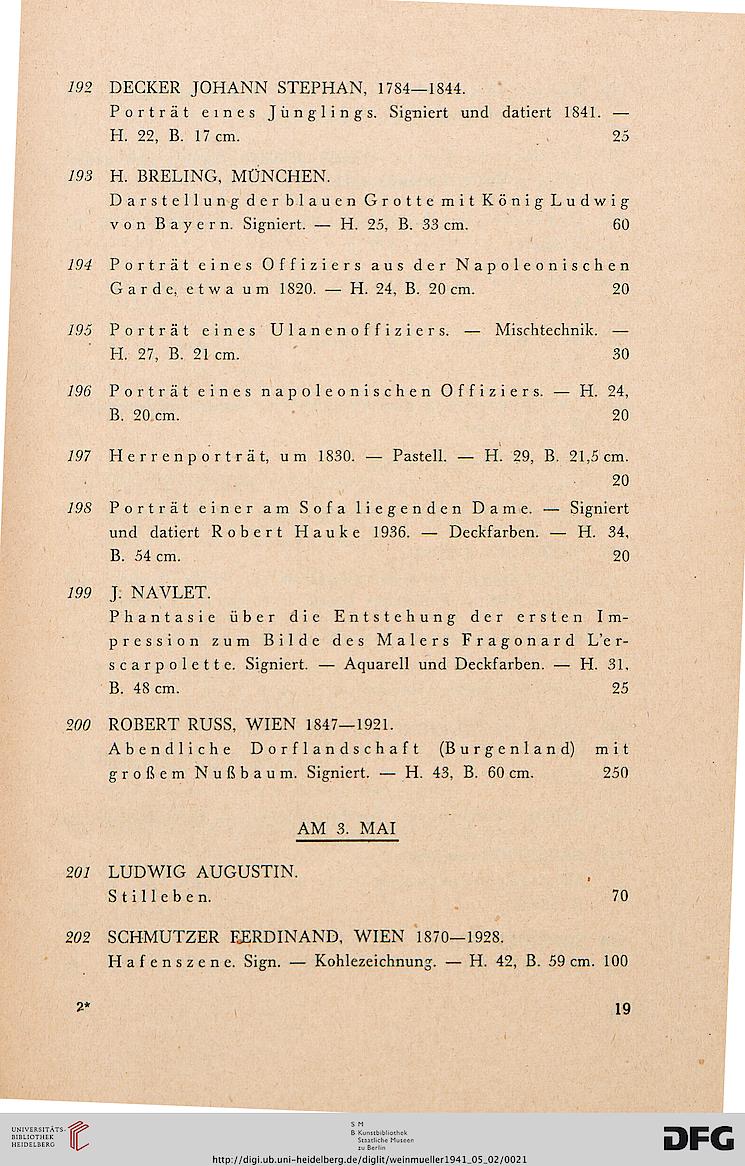 192 DECKER JOHANN STEPHAN, 1784—1844.
Porträt eines Jünglings. Signiert und datiert 1841. —
H. 22, B. 17 cm. 25
193 H. BRELING, MÜNCHEN.
Darstellung der blauen Grotte mit König Ludwig
von Bayern. Signiert. — H. 25, B. 33 cm. 60
194 Porträt eines Offiziers aus der Napoleonischen
Garde, etwa um 1820. — H. 24, B. 20 cm. 20
195 Porträt eines Ulanenoffiziers. — Mischtechnik. —
H. 27, B. 21 cm. 30
196 Porträt eines napoleonischen Offiziers. — H. 24,
B. 20 cm. 20
197 Herrenporträt, um 1830. — Pastell. — H. 29, B. 21,5 cm.
20
198 Porträt einer am Sofa liegenden Dame. — Signiert
und datiert Robert Hauke 1936. — Deckfarben. — H. 34,
B. 54 cm. 20
199 J. NAVLET.
Phantasie über die Entstehung der ersten Im-
pression zum Bilde des Malers Fragonard L'er-
scarpolette. Signiert. — Aquarell und Deckfarben. — H. 31,
B. 48 cm. 25
200 ROBERT RUSS, WIEN 1847—1921.
Abendliche Dorflandschaft (Burgenland) mit
großem Nußbaum. Signiert. — H. 43, B. 60 cm. 250
AM 3. MAI
201 LUDWIG AUGUSTIN.
Stilleben. 70
202 SCHMUTZER FERDINAND, WIEN 1870—1928.
Hafenszene. Sign. — Kohlezeichnung. — H. 42, B. 59 cm. 100
2* 19
UNIVERSITÄTS-
BIBLIOTHEK
HEIDELBERG
S M
B Kunstbibliothek
Staatliche Museen
zu Berlin
DFG
http://digi.ub.uni-heidelberg.de/diglit/weinmueller1941_05_02/0021